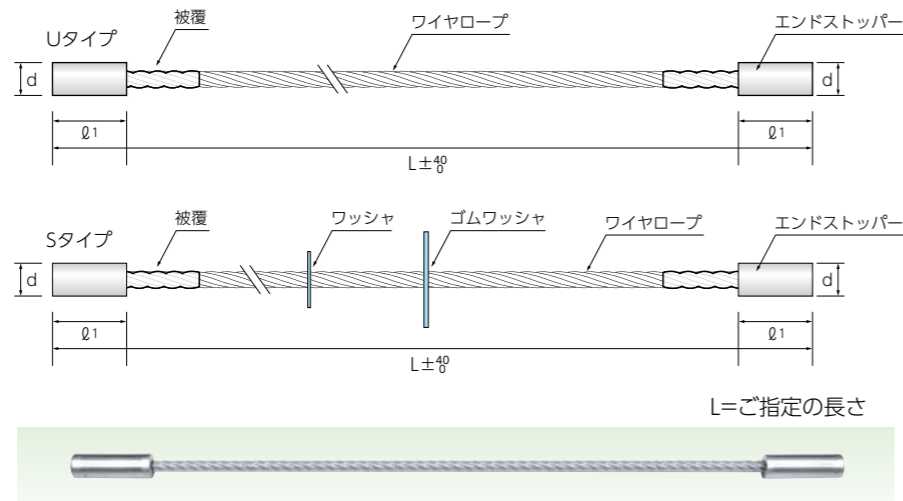 Uタイプ
被覆
ワイヤロープ
エンドストッパー
d
d
ℓ1
ℓ1
L±40 0
Sタイプ
被覆
ワッシャ
ゴムワッシャ
ワイヤロープ
エンドストッパー
d
d
ℓ1
ℓ1
L±40 0
L=ご指定の長さ